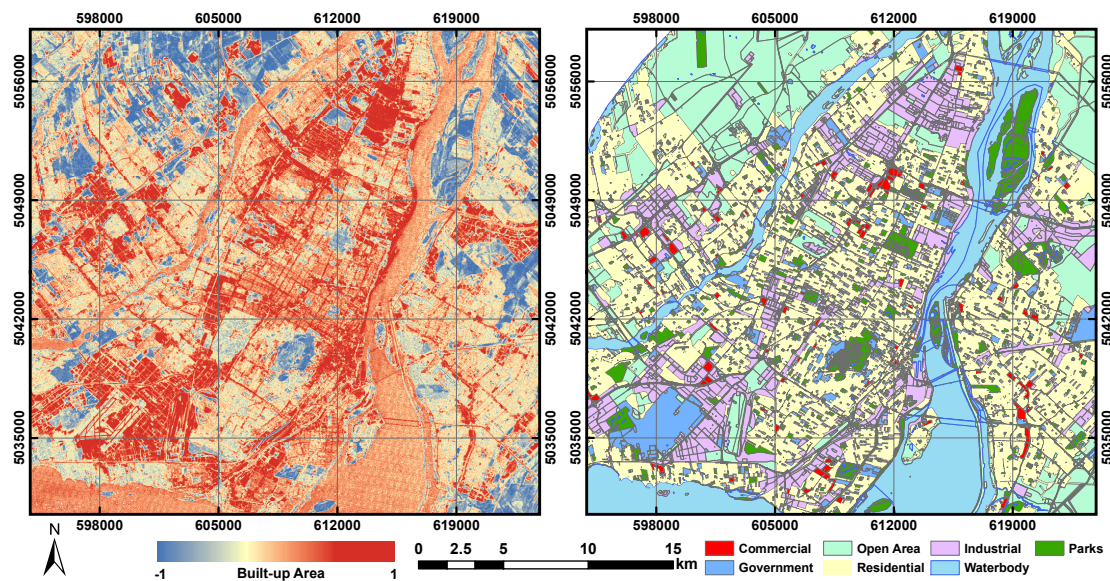 598000 605000 612000 619000 598000 605000 612000 619000
5056000 5056000 5056000
5049000 5049000 5049000
5042000 5042000 5042000
5035000 5035000 5035000
598000 605000 612000 619000 598000 605000 612000 619000
N
-1 Built-up Area 1
0 2.5 5 10 15
km
Commercial Open Area Industrial Parks
Government Residential Waterbody